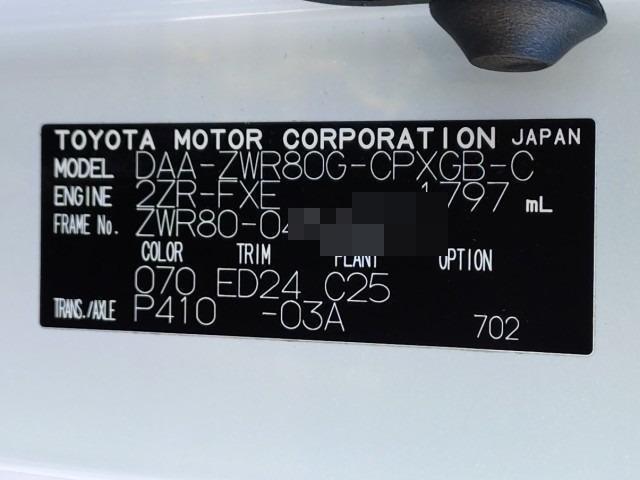 TOYOTA MOTOR CORPORATION JAPAN
MODEL DAA-ZWR80G-CPXGB-C
ENGINE 2ZR-FXE 1797 mL
FRAME No. ZWR80-04
COLOR TRIM PLANT OPTION
070 ED24 C25
TRANS./AXLE P410 -03A
702